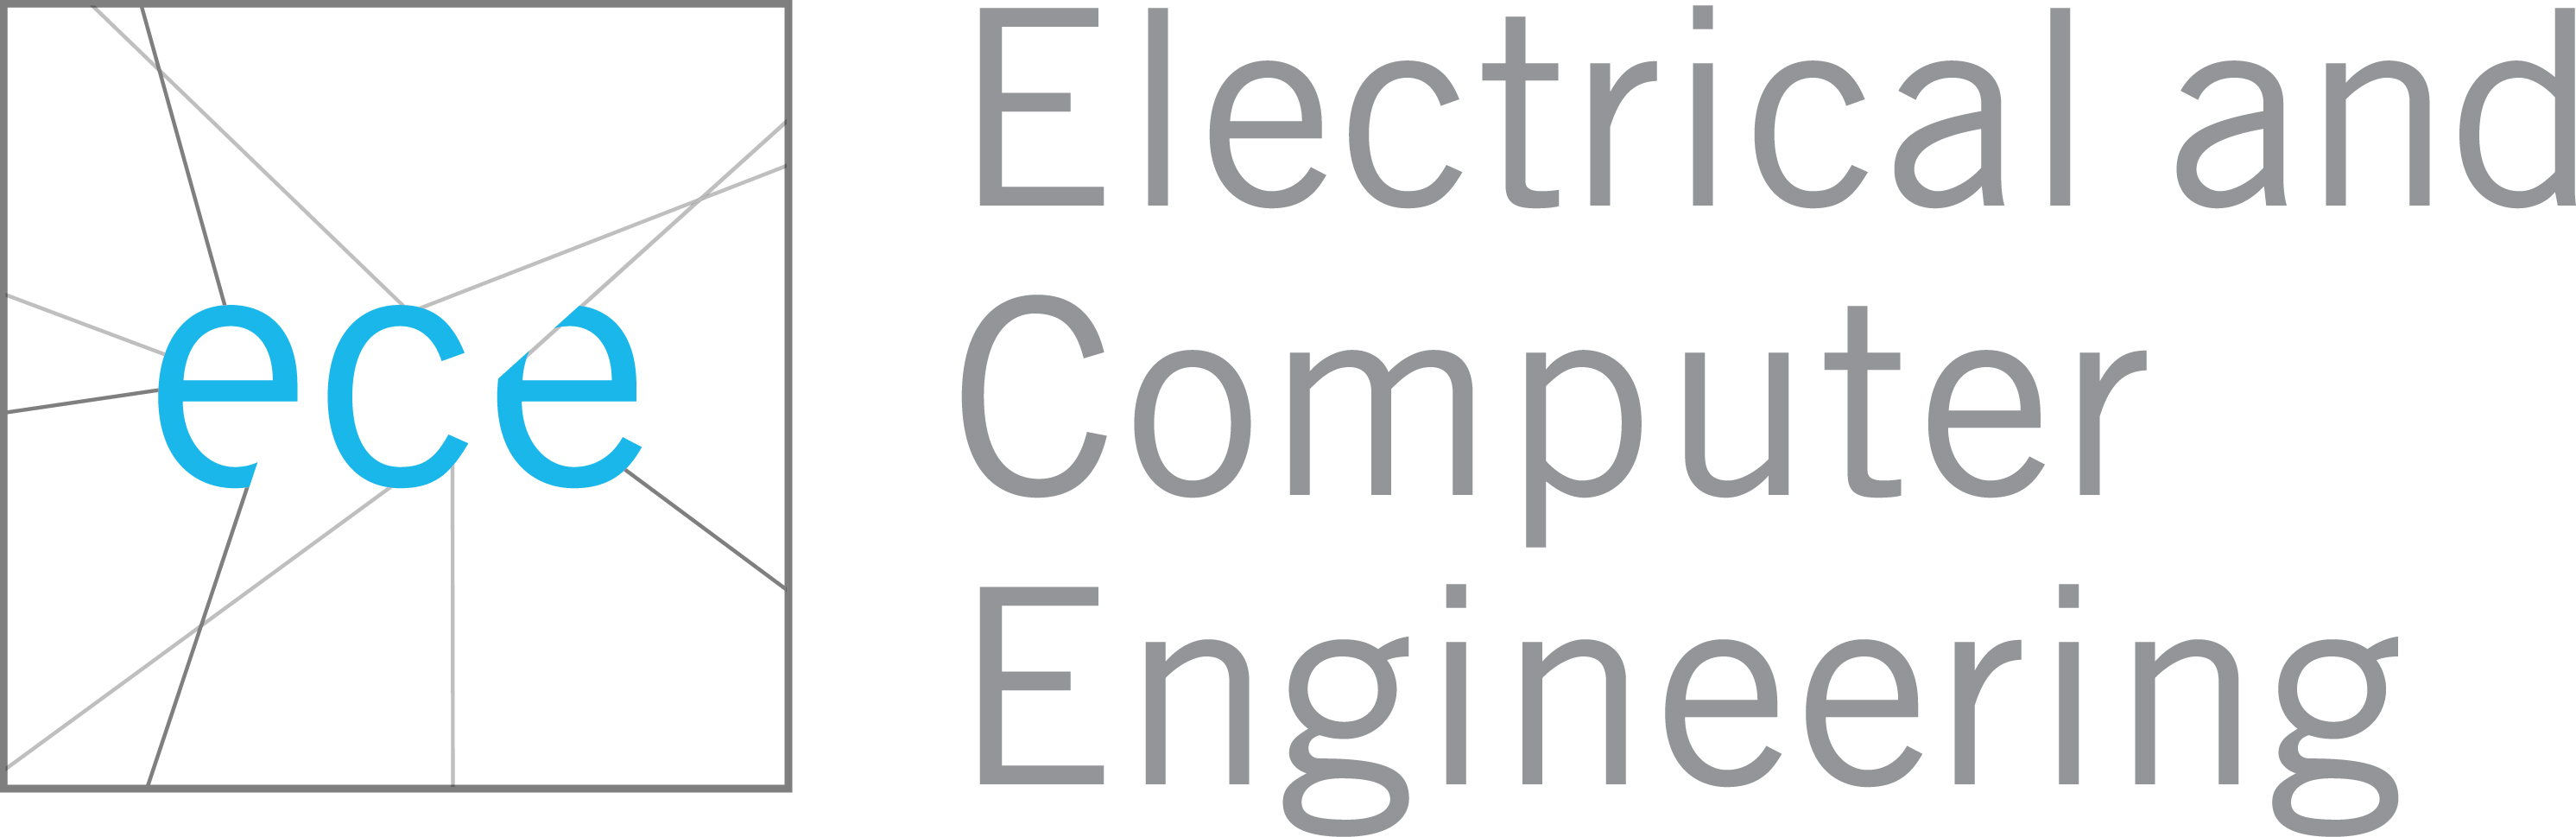 ece
Electrical and
Computer
Engineering